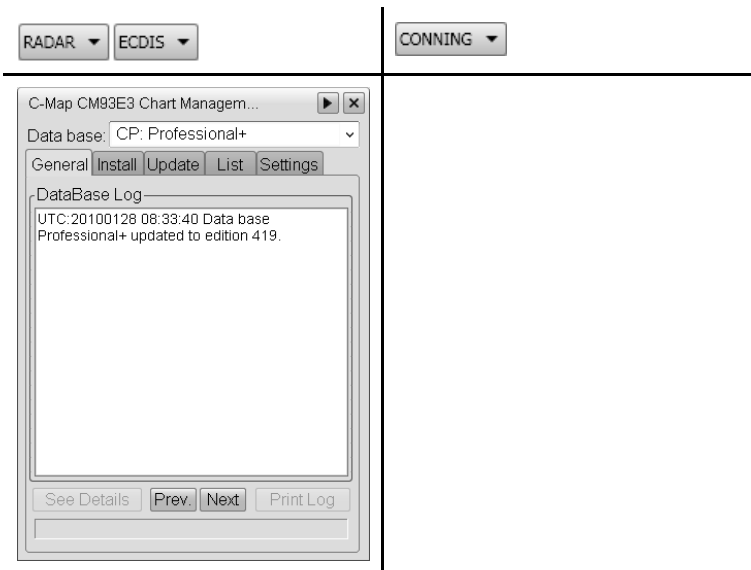 RADAR ECDIS CONNING
C-Map CM93E3 Chart Managem...
Data base: CP: Professional+
General Install Update List Settings
DataBase Log
UTC:20100128 08:33:40 Data base
Professional+ updated to edition 419.
See Details Prev. Next Print Log